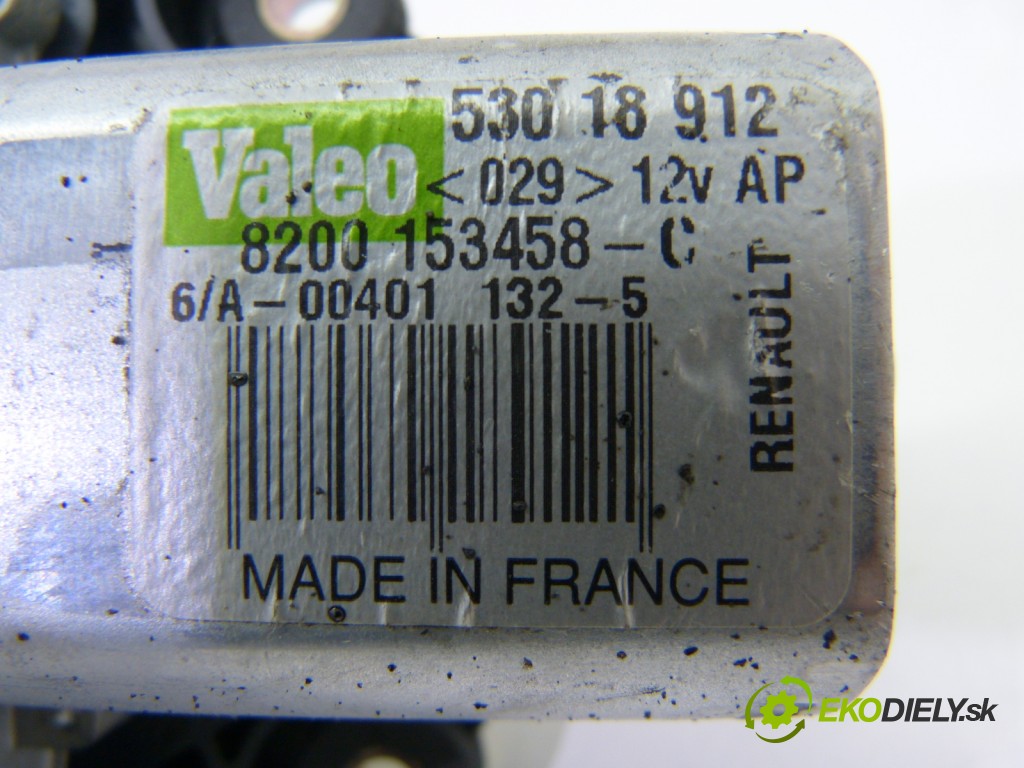 Valeo 530 18 912
<029> 12v AP
8200 153458-C
6/A-00401 132-5
RENAULT
MADE IN FRANCE
EKODIELY.sk